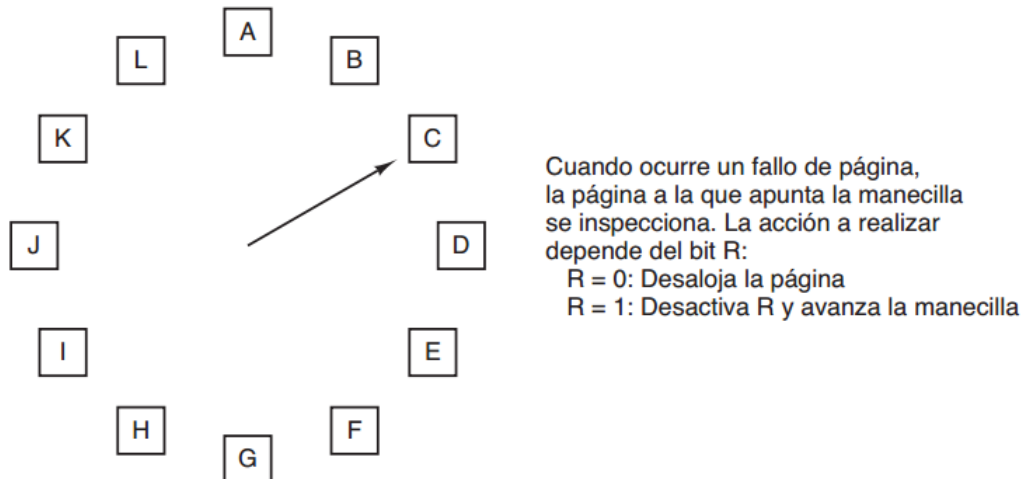 A
L
B
K
C
J
D
I
E
H
F
G
Cuando ocurre un fallo de página,
la página a la que apunta la manecilla
se inspecciona. La acción a realizar
depende del bit R:
R = 0: Desaloja la página
R = 1: Desactiva R y avanza la manecilla